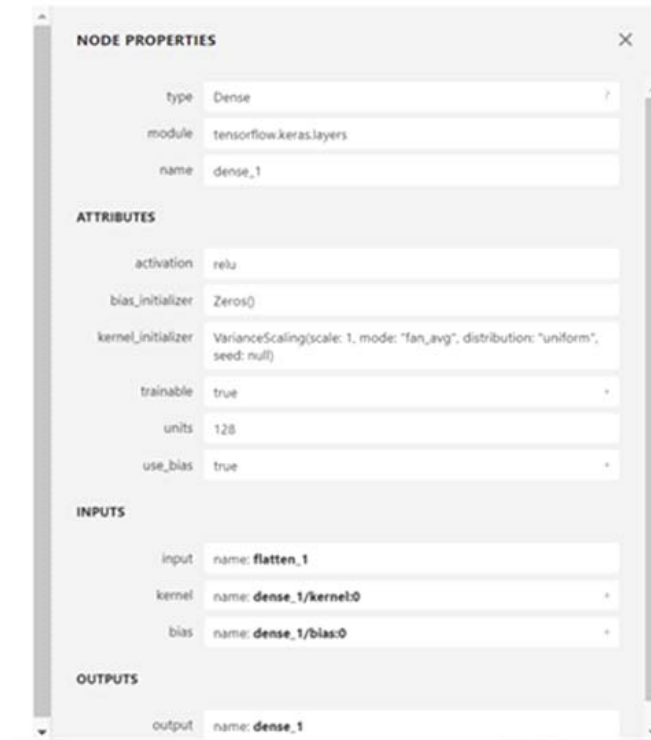 NODE PROPERTIES
×
type Dense ?
module tensorflow.keras.layers
name dense_1
ATTRIBUTES
activation relu
bias_initializer Zeros()
kernel_initializer VarianceScaling(scale: 1, mode: "fan_avg", distribution: "uniform",
seed: null)
trainable true +
units 128
use_bias true +
INPUTS
input name: flatten_1
kernel name: dense_1/kernel:0 +
bias name: dense_1/bias:0 +
OUTPUTS
output name: dense_1